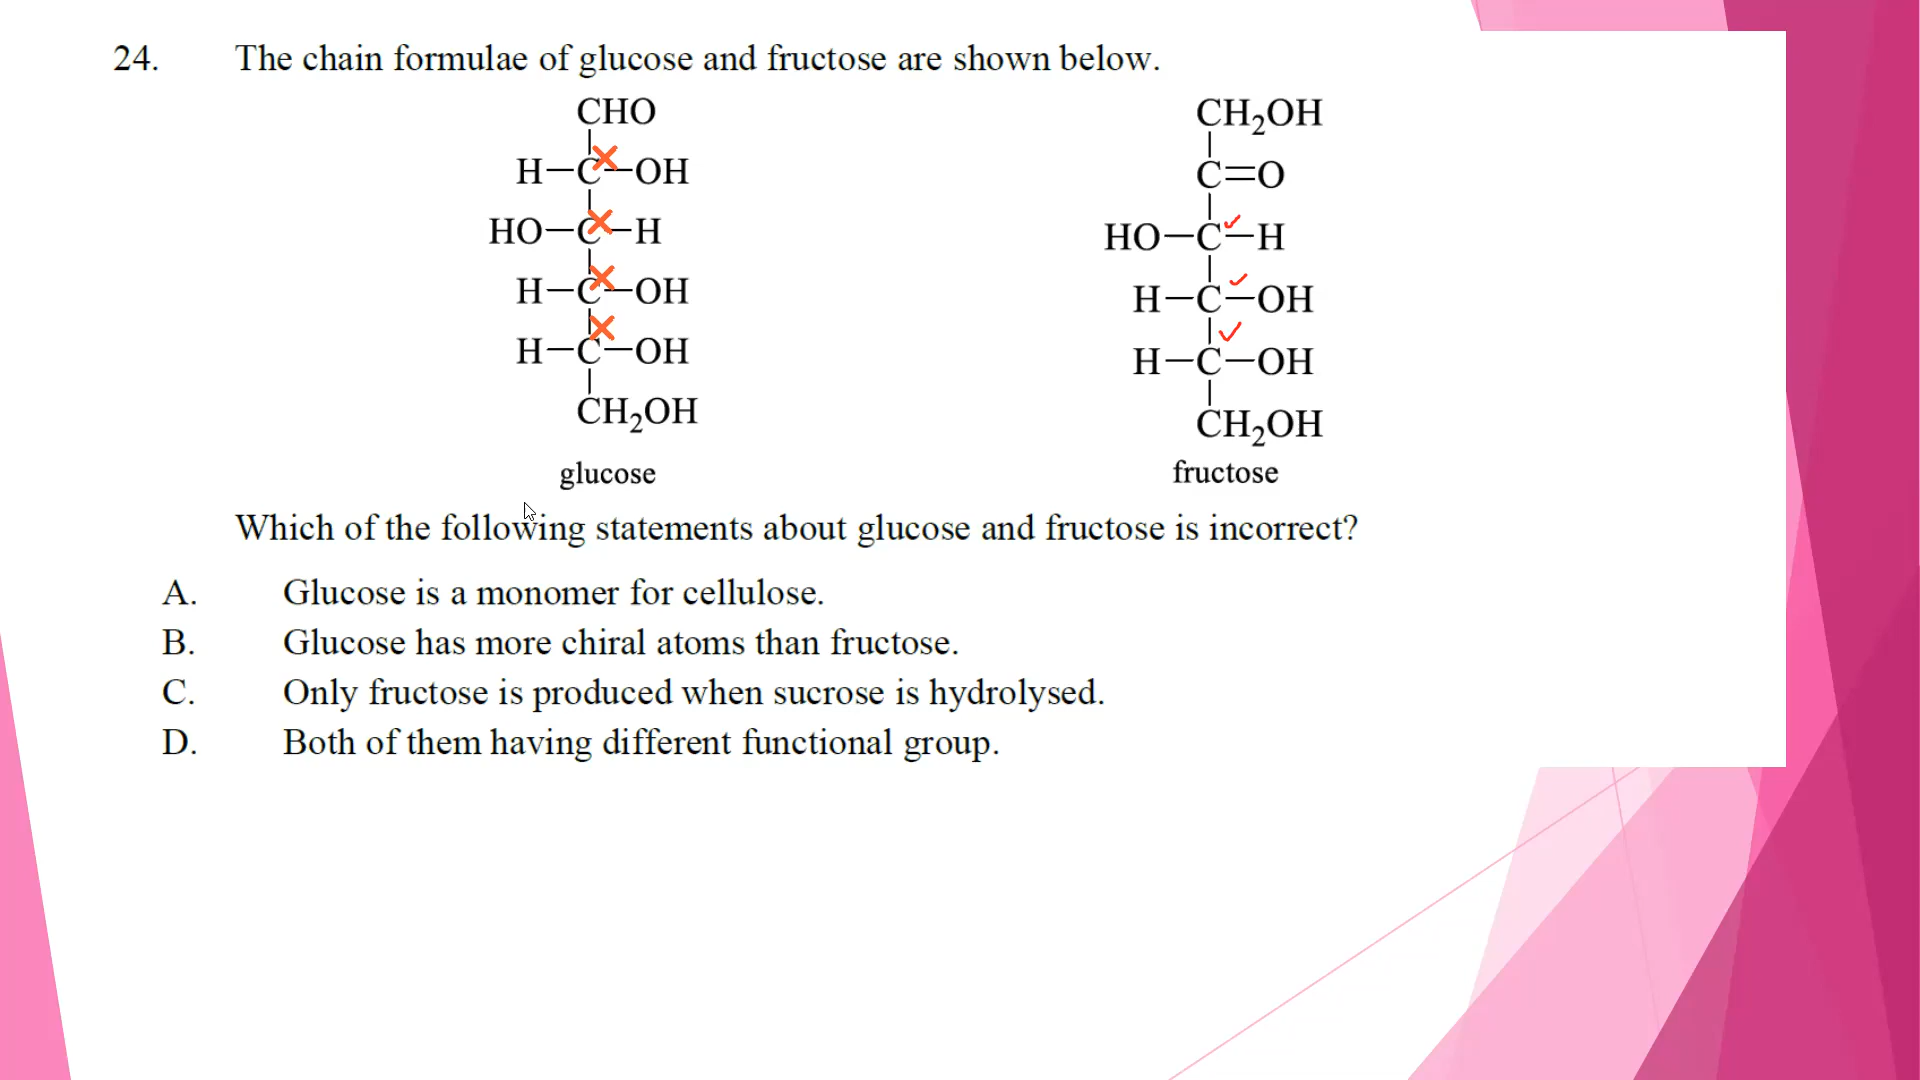 24. The chain formulae of glucose and fructose are shown below.
CHO
H—C—OH
HO—C—H
H—C—OH
H—C—OH
CH₂OH
glucose
CH₂OH
C=O
HO—C—H
H—C—OH
H—C—OH
CH₂OH
fructose
Which of the following statements about glucose and fructose is incorrect?
A. Glucose is a monomer for cellulose.
B. Glucose has more chiral atoms than fructose.
C. Only fructose is produced when sucrose is hydrolysed.
D. Both of them having different functional group.